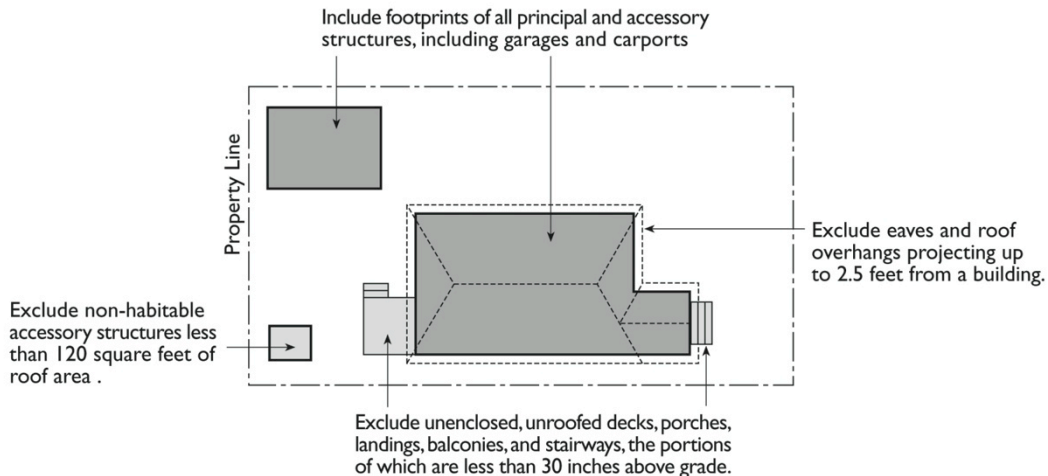 Include footprints of all principal and accessory
structures, including garages and carports
Property Line
Exclude eaves and roof
overhangs projecting up
to 2.5 feet from a building.
Exclude non-habitable
accessory structures less
than 120 square feet of
roof area .
Exclude unenclosed, unroofed decks, porches,
landings, balconies, and stairways, the portions
of which are less than 30 inches above grade.